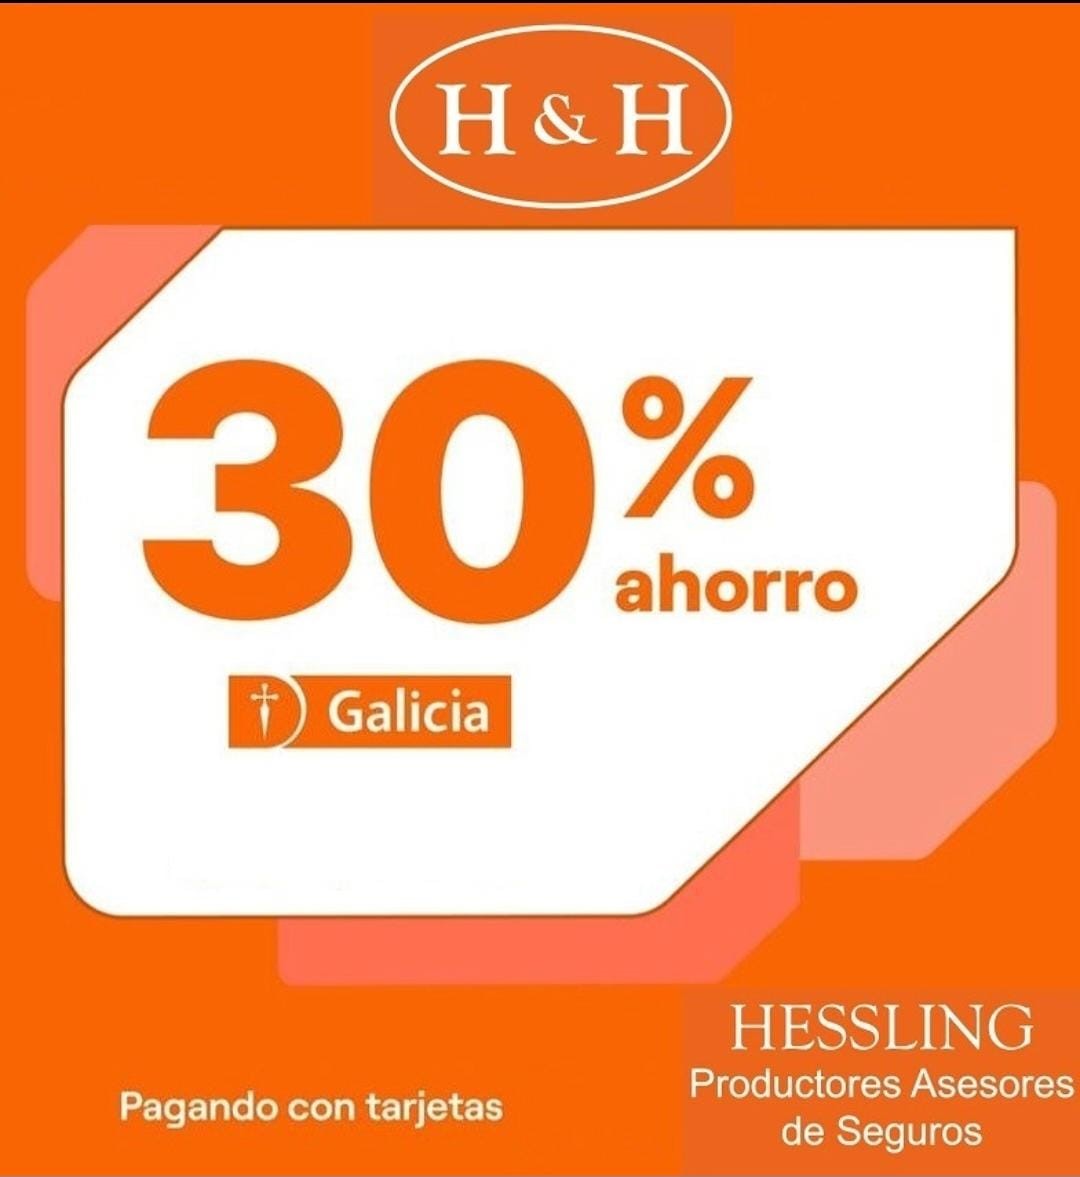 H & H
30%
ahorro
Galicia
HESSLING
Productores Asesores
de Seguros
Pagando con tarjetas